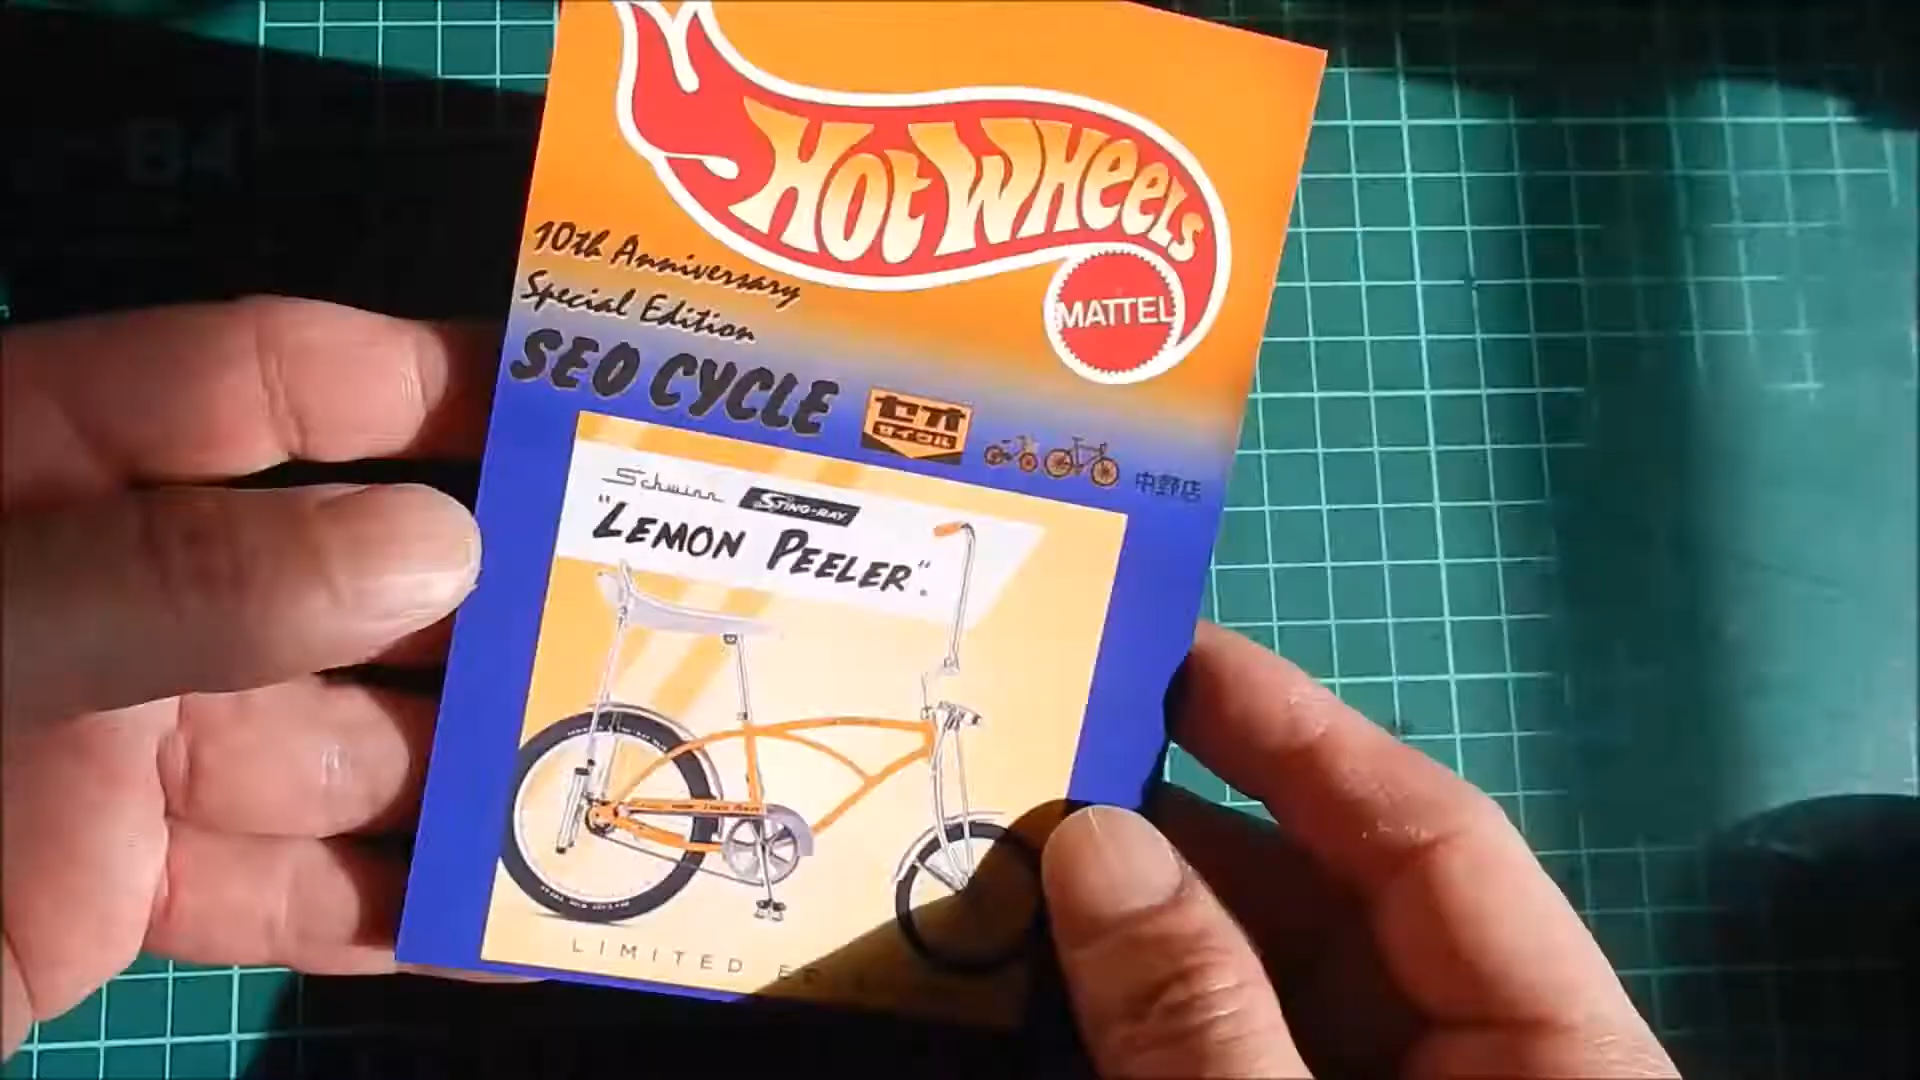 HOT WHEELS
MATTEL
10th Anniversary
Special Edition
SEO CYCLE
セオ
サイクル
中野店
Schwinn STING-RAY
"LEMON PEELER".
LIMITED